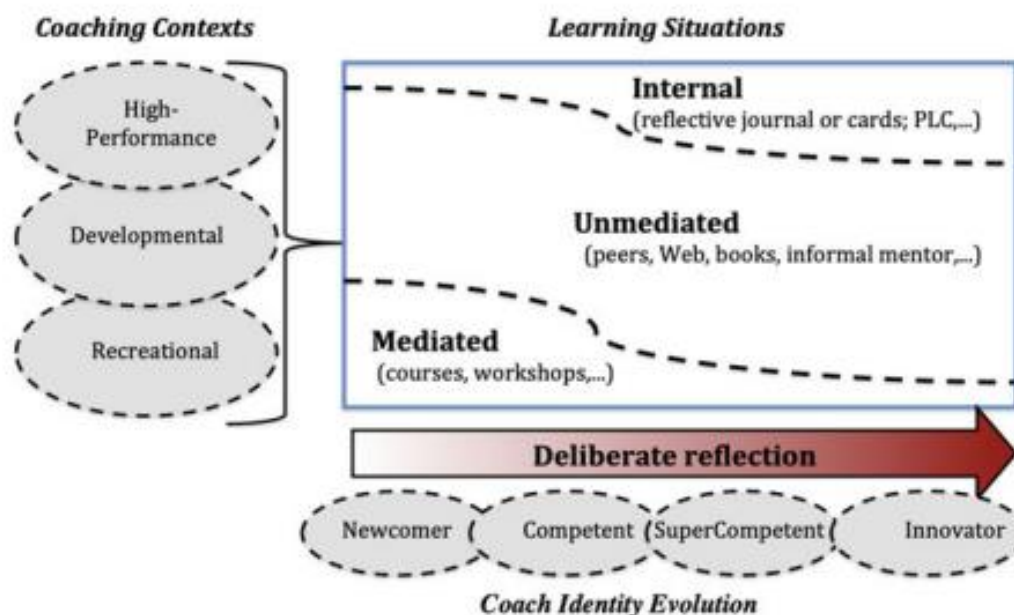 Coaching Contexts
Learning Situations
High-
Performance
Developmental
Recreational
Internal
(reflective journal or cards; PLC,...)
Unmediated
(peers, Web, books, informal mentor,...)
Mediated
(courses, workshops,...)
Deliberate reflection
Newcomer
Competent
SuperCompetent
Innovator
Coach Identity Evolution